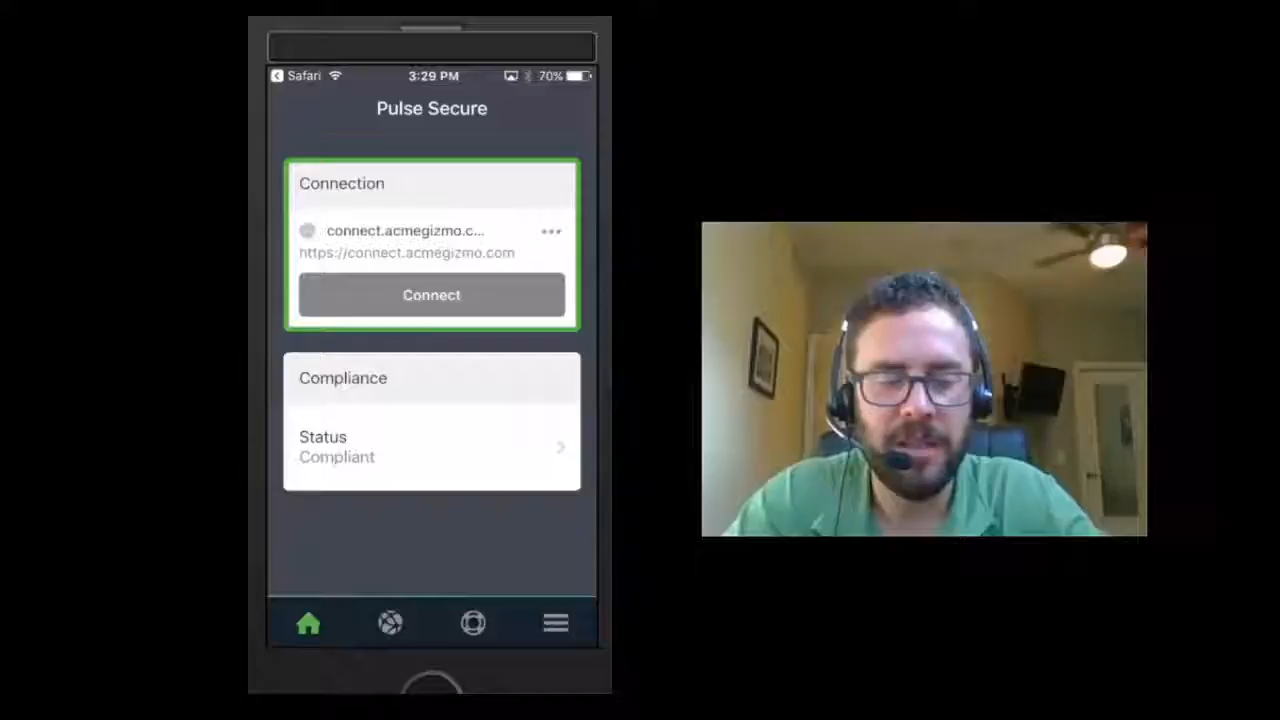 Safari 3:29 PM 70%
Pulse Secure
Connection
connect.acmegizmo.c...
https://connect.acmegizmo.com
Connect
Compliance
Status
Compliant